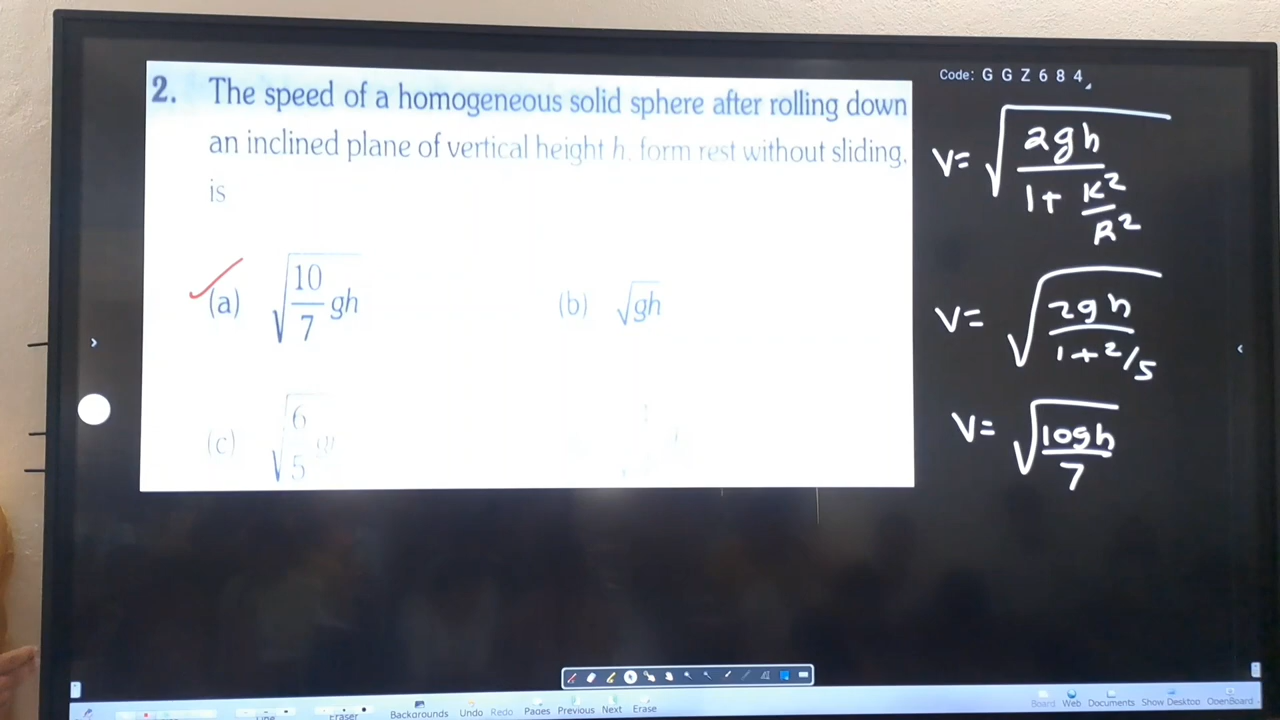 Code: G G Z 6 8 4
2. The speed of a homogeneous solid sphere after rolling down
an inclined plane of vertical height h, form rest without sliding,
is
(a) √(10/7 gh)
(b) √gh
(c) √(6/5 gh)
V= √(2gh / (1+ K²/R²))
V= √(2gh / (1+2/5))
V= √(10gh / 7)
Eraser
Backgrounds Undo Redo Pages Previous Next Erase
Board Web Documents Show Desktop OpenBoard